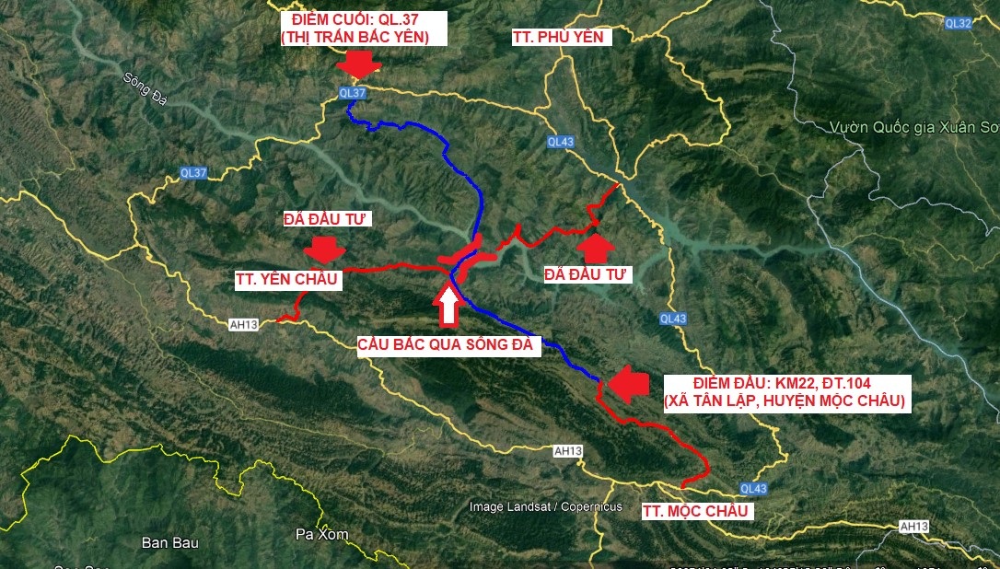 ĐIỂM CUỐI: QL.37
(THỊ TRẤN BẮC YÊN)
TT. PHÙ YÊN
QL32
Sông Đà
QL37
Vườn Quốc gia Xuân Sơ
QL43
QL37
ĐÃ ĐẦU TƯ
ĐÃ ĐẦU TƯ
TT. YÊN CHÂU
QL43
AH13
CẦU BẮC QUA SÔNG ĐÀ
ĐIỂM ĐẦU: KM22, ĐT.104
(XÃ TÂN LẬP, HUYỆN MỘC CHÂU)
AH13
QL43
Image Landsat / Copernicus
TT. MỘC CHÂU
AH13
Pa Xom
Ban Bau